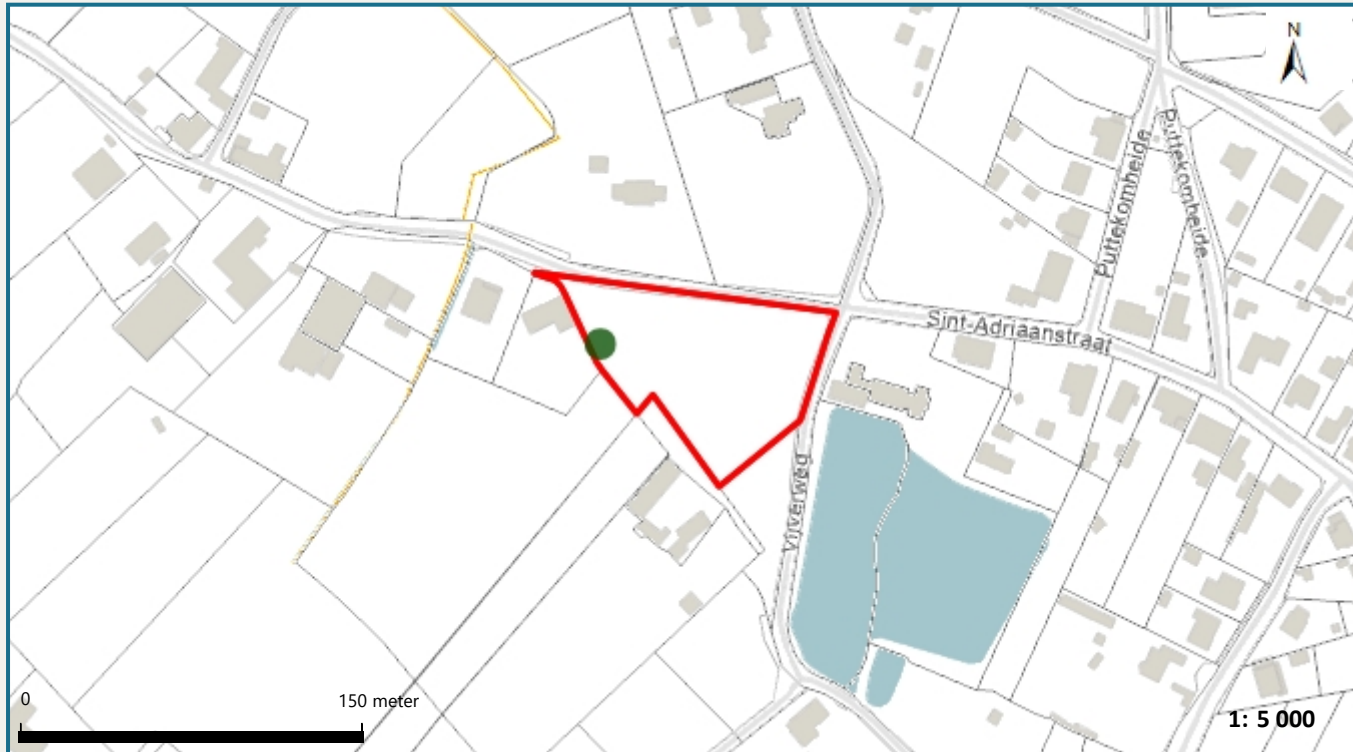 N
Puttekomheide
Puttekomheide
Sint-Adriaanstraat
Vijverweg
0
150 meter
1: 5 000